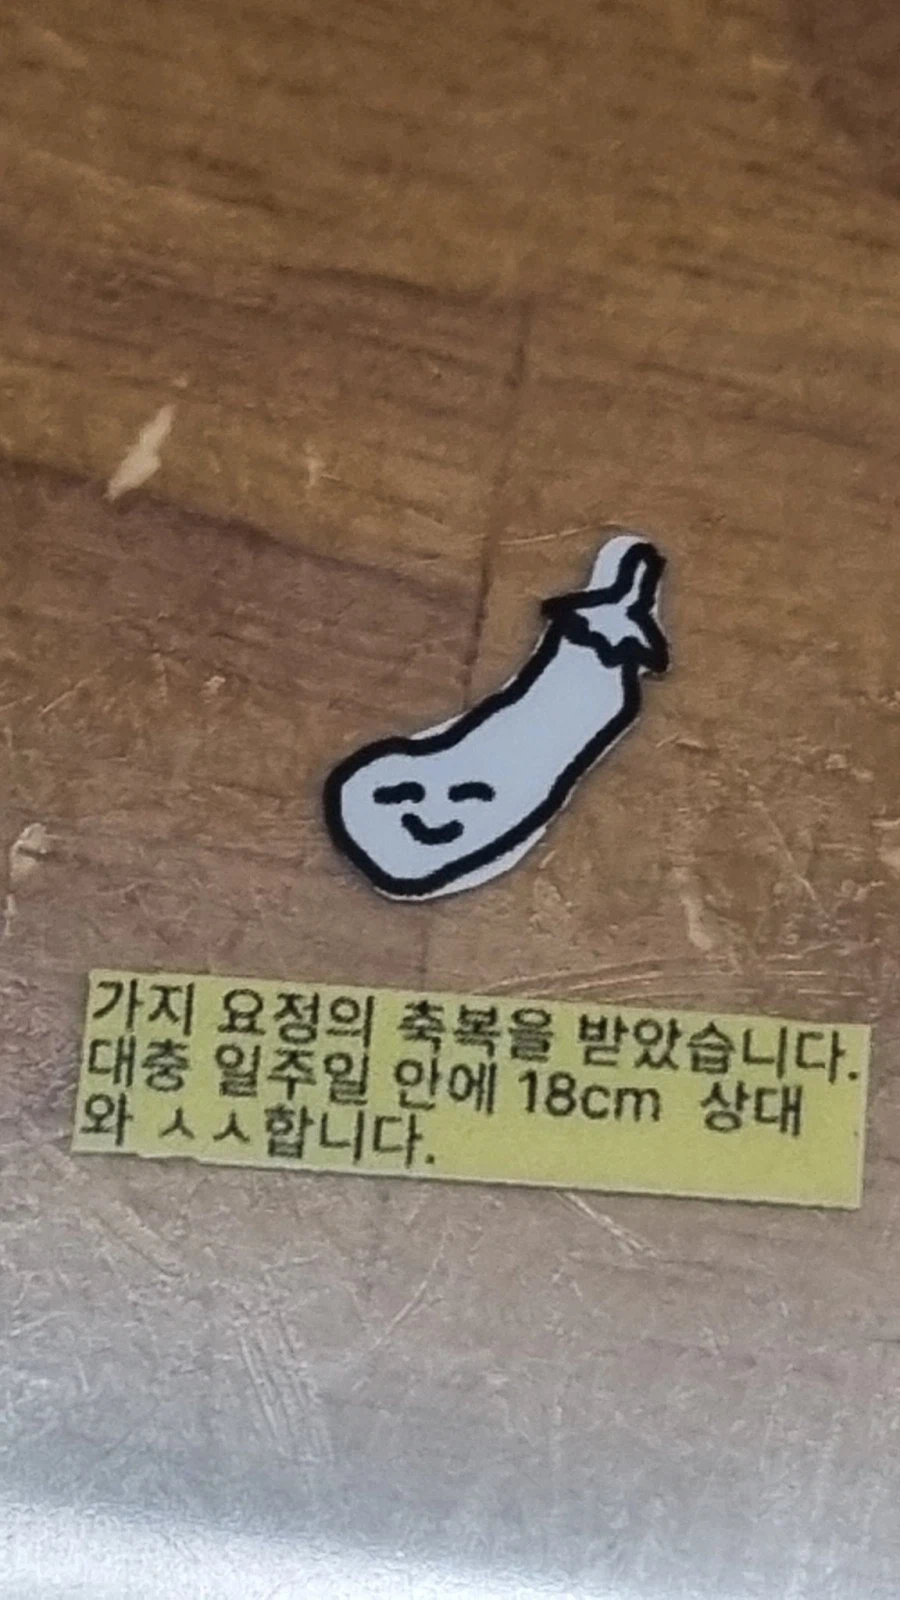 가지 요정의 축복을 받았습니다.
대충 일주일 안에 18cm 상대
와 ㅅㅅ합니다.